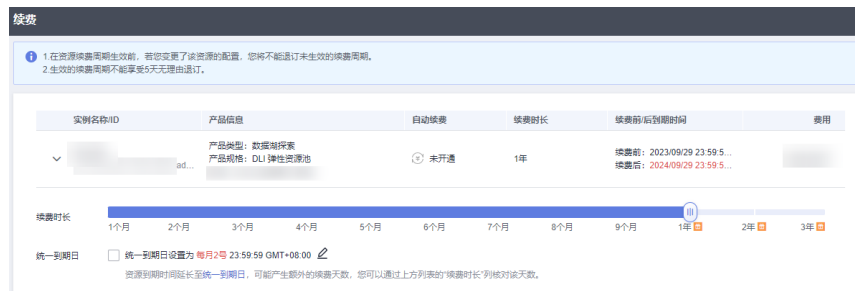 续费
1.在资源续费周期生效前，若您变更了该资源的配置，您将不能退订未生效的续费周期。
2.生效的续费周期不能享受5天无理由退订。
实例名称/ID 产品信息 自动续费 续费时长 续费前/后到期时间 费用
产品类型：数据湖探索
ad... 产品规格：DLI 弹性资源池 未开通 1年
续费前：2023/09/29 23:59:5...
续费后：2024/09/29 23:59:5...
续费时长
1个月 2个月 3个月 4个月 5个月 6个月 7个月 8个月 9个月 1年 2年 3年
统一到期日 统一到期日设置为 每月2号 23:59:59 GMT+08:00
资源到期时间延长至统一到期日，可能产生额外的续费天数，您可以通过上方列表的“续费时长”列核对该天数。